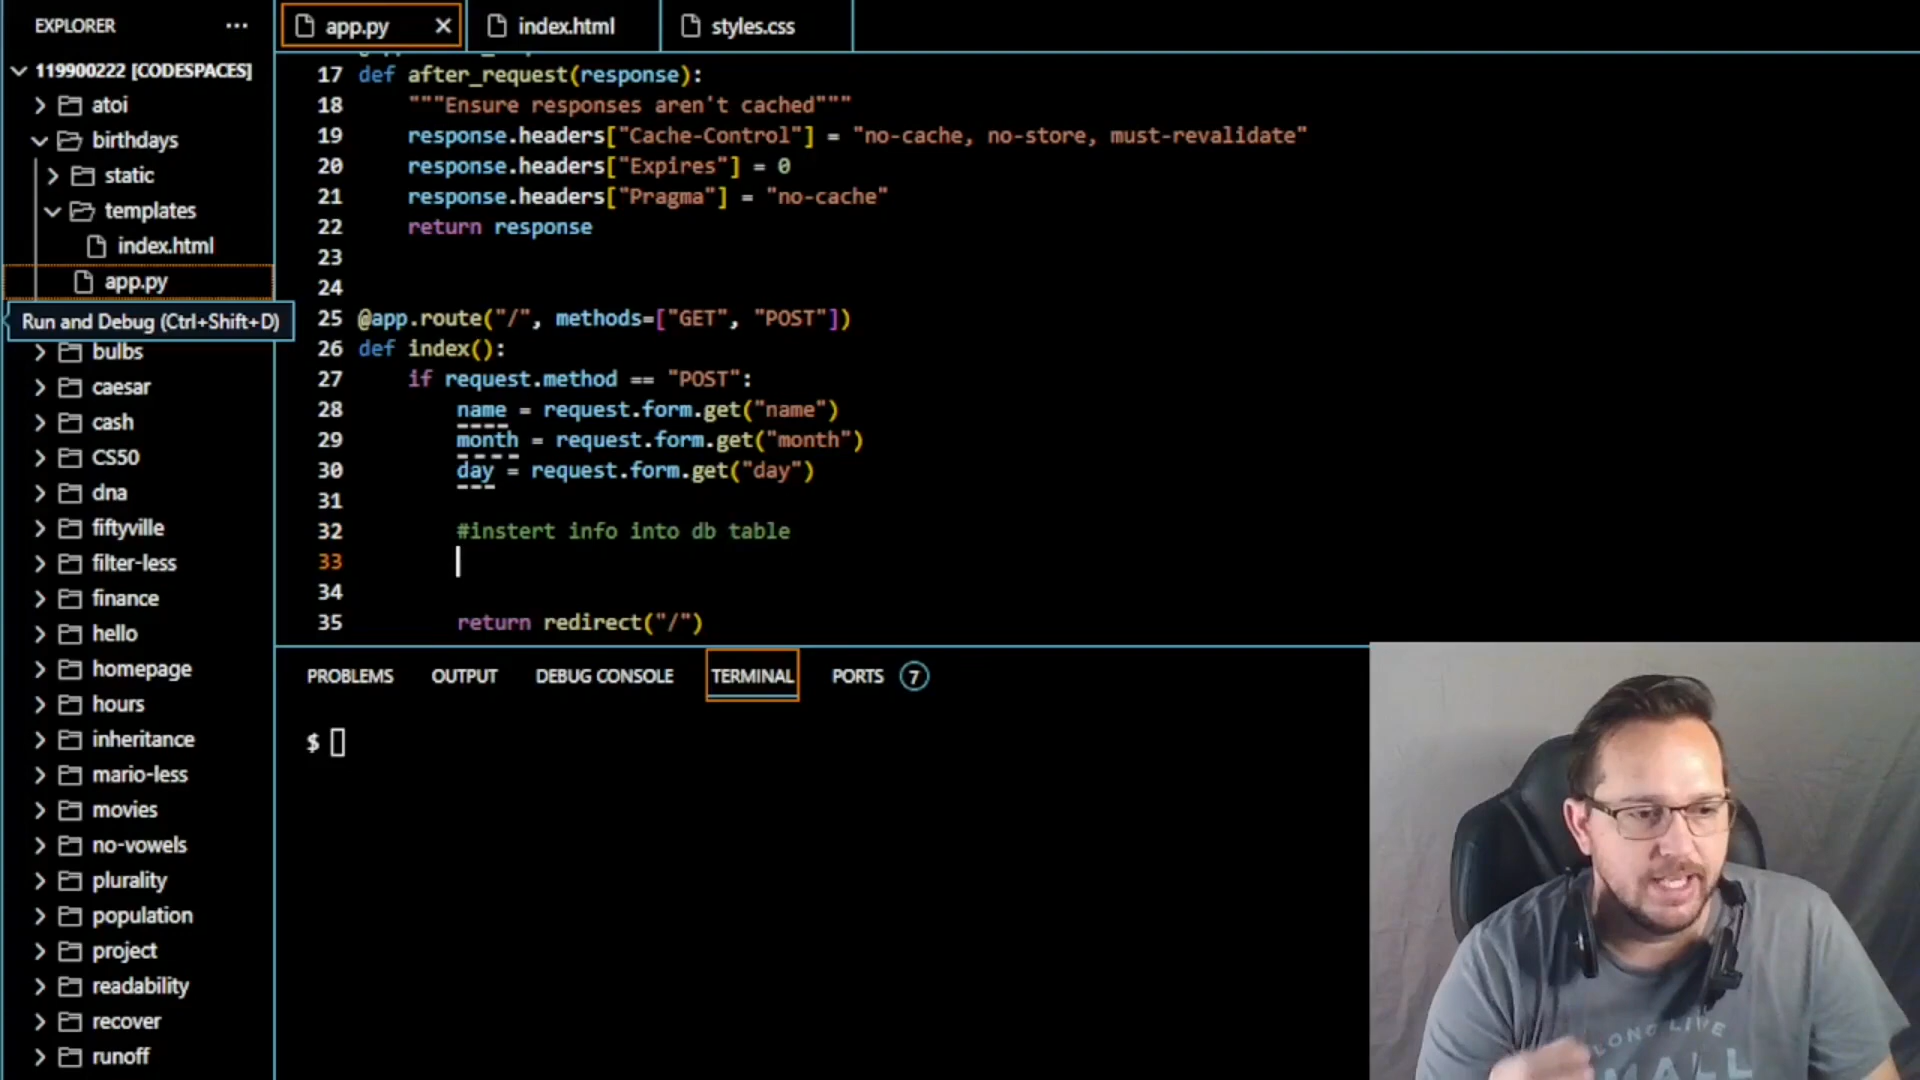 EXPLORER ...
119900222 [CODESPACES]
atoi
birthdays
static
templates
index.html
app.py
Run and Debug (Ctrl+Shift+D)
bulbs
caesar
cash
CS50
dna
fiftyville
filter-less
finance
hello
homepage
hours
inheritance
mario-less
movies
no-vowels
plurality
population
project
readability
recover
runoff
app.py index.html styles.css
17 def after_request(response):
18 """Ensure responses aren't cached"""
19 response.headers["Cache-Control"] = "no-cache, no-store, must-revalidate"
20 response.headers["Expires"] = 0
21 response.headers["Pragma"] = "no-cache"
22 return response
23
24
25 @app.route("/", methods=["GET", "POST"])
26 def index():
27 if request.method == "POST":
28 name = request.form.get("name")
29 month = request.form.get("month")
30 day = request.form.get("day")
31
32 #instert info into db table
33
34
35 return redirect("/")
PROBLEMS OUTPUT DEBUG CONSOLE TERMINAL PORTS 7
$
LONG LIVE